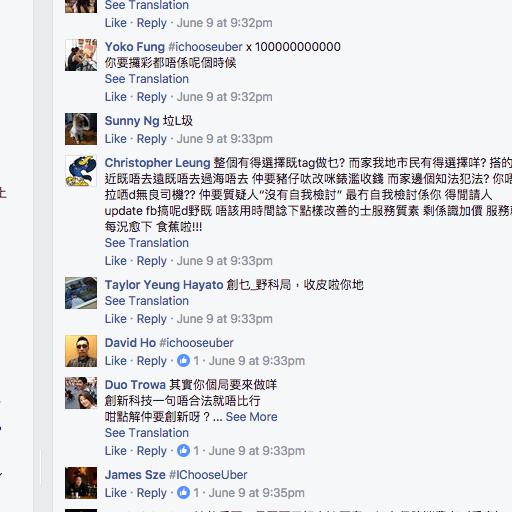 See Translation
Like · Reply · June 9 at 9:32pm
Yoko Fung #ichooseuber x 100000000000
你要攞彩都唔係呢個時候
See Translation
Like · Reply · June 9 at 9:32pm
Sunny Ng 垃L圾
Like · Reply · June 9 at 9:33pm
Christopher Leung 整個有得選擇既tag做乜? 而家我地市民有得選擇咩? 搭的
近既唔去遠既唔去過海唔去 仲要豬仔呔改咪錶濫收錢 而家邊個知法犯法? 你唔
拉哂d無良司機?? 仲要質疑人“沒有自我檢討” 最冇自我檢討係你 得閒請人
update fb搞呢d野既 唔該用時間諗下點樣改善的士服務質素 剩係識加價 服務
每況愈下 食蕉啦!!!
See Translation
Like · Reply · June 9 at 9:33pm
Taylor Yeung Hayato 創乜_野科局，收皮啦你地
See Translation
Like · Reply · June 9 at 9:33pm
David Ho #ichooseuber
Like · Reply · 1 · June 9 at 9:33pm
Duo Trowa 其實你個局要來做咩
創新科技一句唔合法就唔比行
咁點解仲要創新呀？... See More
See Translation
Like · Reply · 1 · June 9 at 9:33pm
James Sze #IChooseUber
Like · Reply · 1 · June 9 at 9:35pm